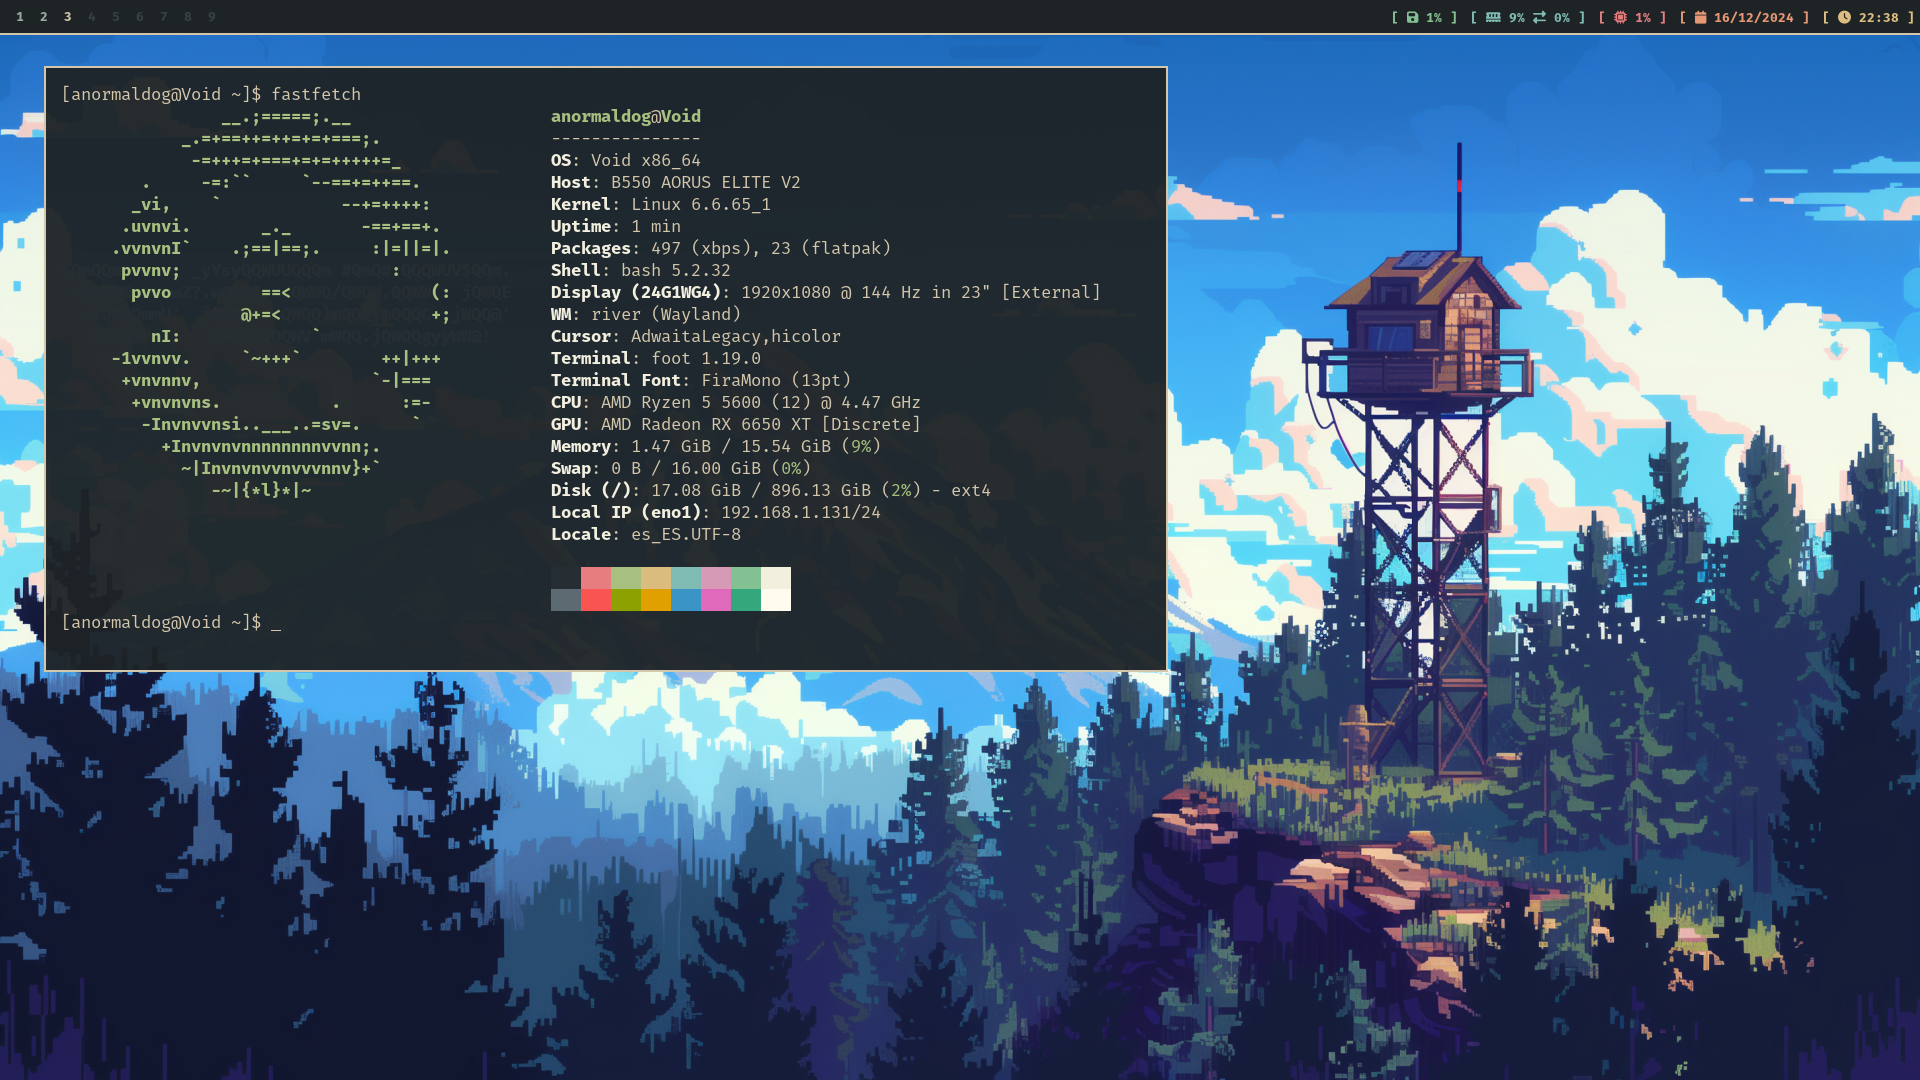 1 2 3 4 5 6 7 8 9 [ 1% ] [ 9% 0% ] [ 1% ] [ 16/12/2024 ] [ 22:38 ]
[anormaldog@Void ~]$ fastfetch
anormaldog@Void
---------------
OS: Void x86_64
Host: B550 AORUS ELITE V2
Kernel: Linux 6.6.65_1
Uptime: 1 min
Packages: 497 (xbps), 23 (flatpak)
Shell: bash 5.2.32
Display (24G1WG4): 1920x1080 @ 144 Hz in 23" [External]
WM: river (Wayland)
Cursor: AdwaitaLegacy,hicolor
Terminal: foot 1.19.0
Terminal Font: FiraMono (13pt)
CPU: AMD Ryzen 5 5600 (12) @ 4.47 GHz
GPU: AMD Radeon RX 6650 XT [Discrete]
Memory: 1.47 GiB / 15.54 GiB (9%)
Swap: 0 B / 16.00 GiB (0%)
Disk (/): 17.08 GiB / 896.13 GiB (2%) - ext4
Local IP (eno1): 192.168.1.131/24
Locale: es_ES.UTF-8
[anormaldog@Void ~]$ _